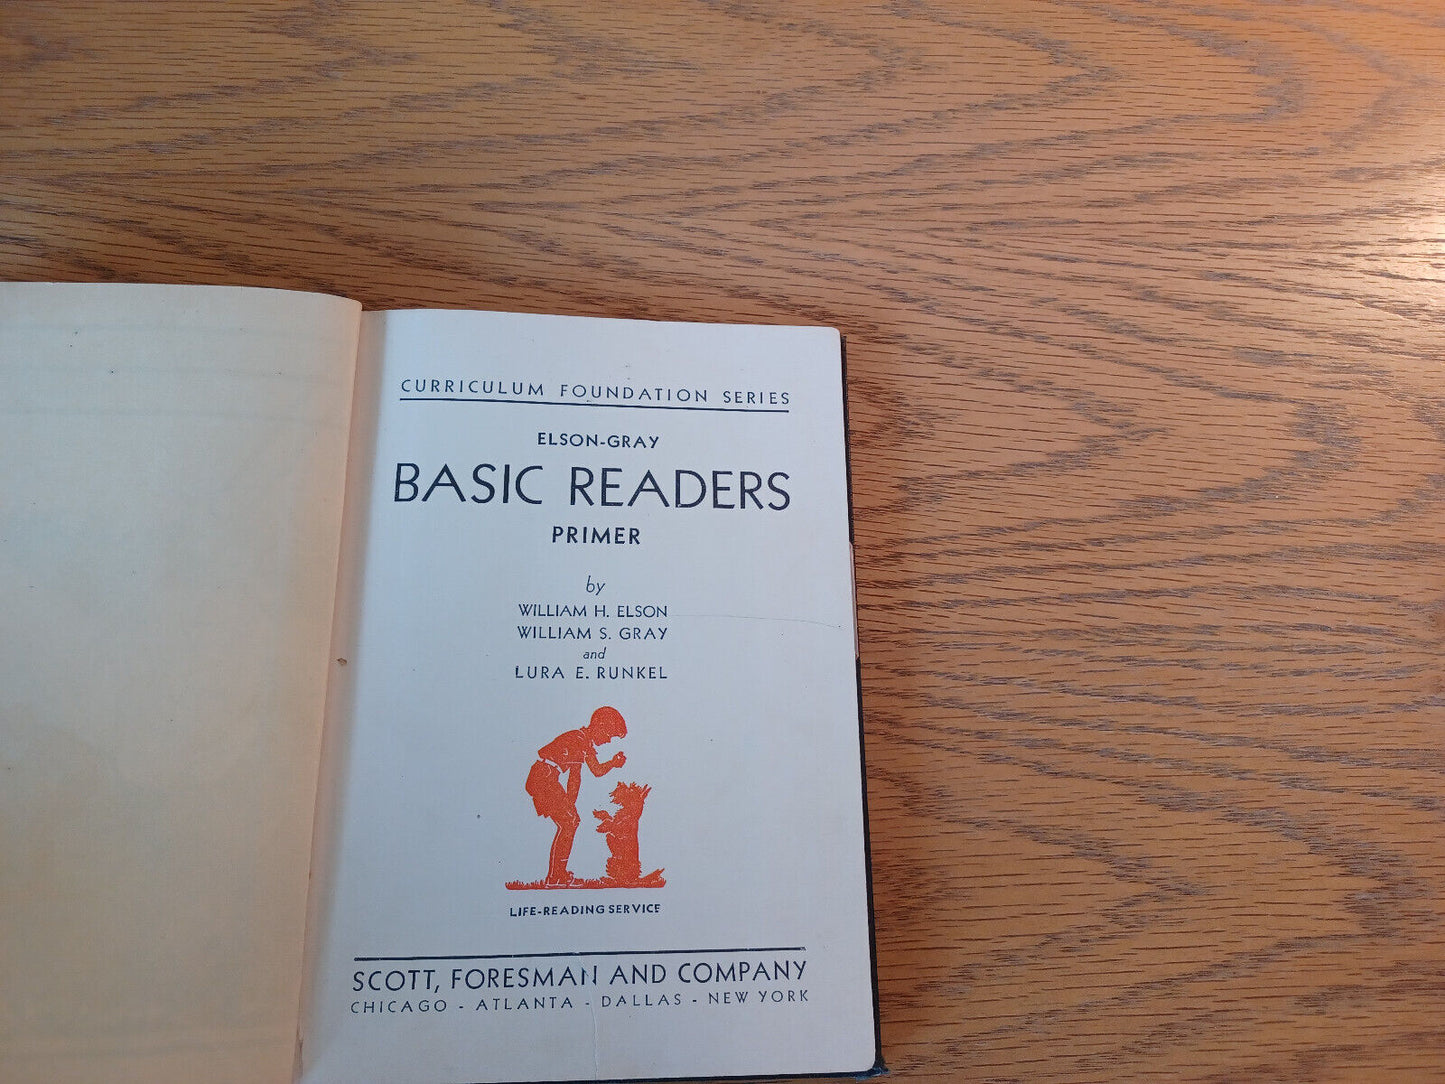 CURRICULUM FOUNDATION SERIES
ELSON-GRAY
BASIC READERS
PRIMER
by
WILLIAM H. ELSON
WILLIAM S. GRAY
and
LURA E. RUNKEL
LIFE-READING SERVICE
SCOTT, FORESMAN AND COMPANY
CHICAGO - ATLANTA - DALLAS - NEW YORK